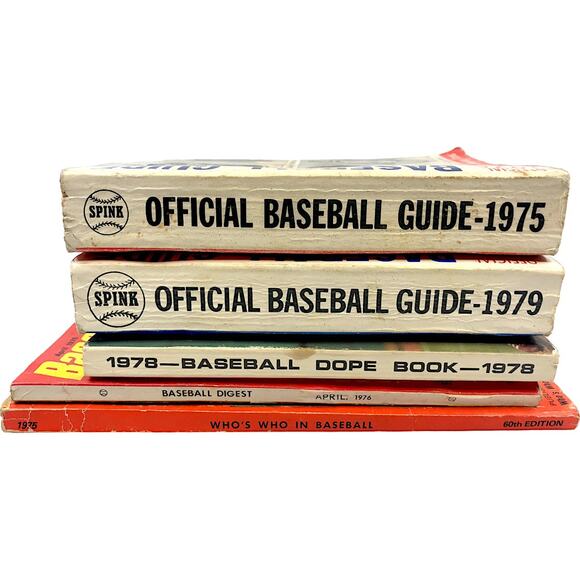 SPINK OFFICIAL BASEBALL GUIDE-1975
OFFICIAL
SPINK OFFICIAL BASEBALL GUIDE-1979
1978—BASEBALL DOPE BOOK—1978
BASEBALL DIGEST APRIL, 1976
1975 WHO'S WHO IN BASEBALL 60th EDITION